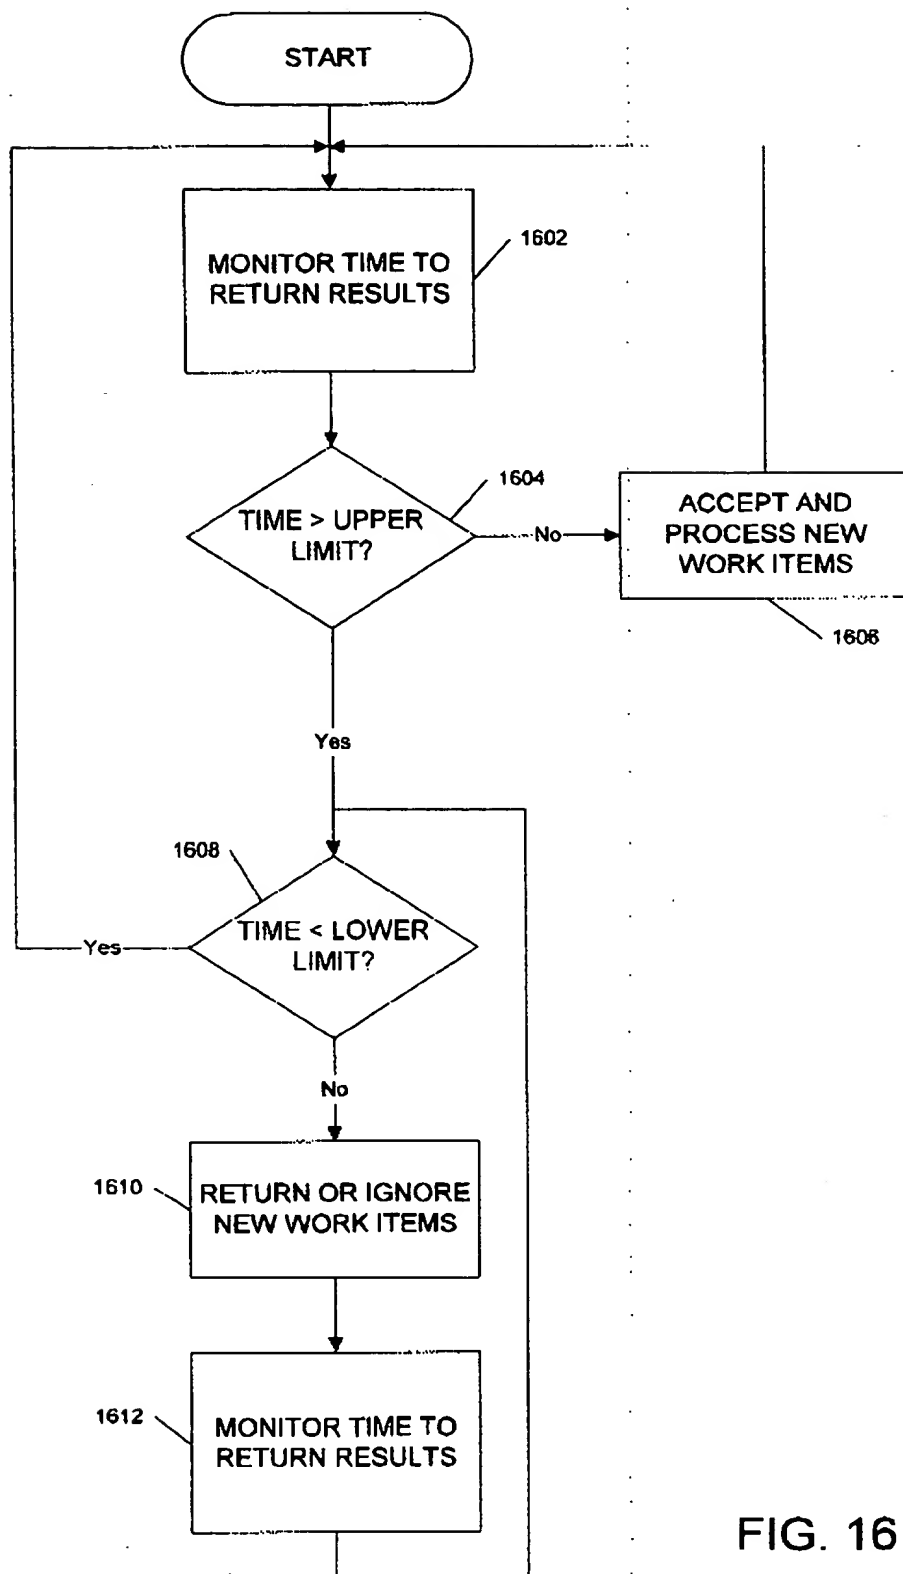 START
MONITOR TIME TO
RETURN RESULTS
1602
TIME > UPPER
LIMIT?
1604
No
ACCEPT AND
PROCESS NEW
WORK ITEMS
1606
Yes
1608
TIME < LOWER
LIMIT?
Yes
No
1610
RETURN OR IGNORE
NEW WORK ITEMS
1612
MONITOR TIME TO
RETURN RESULTS
FIG. 16